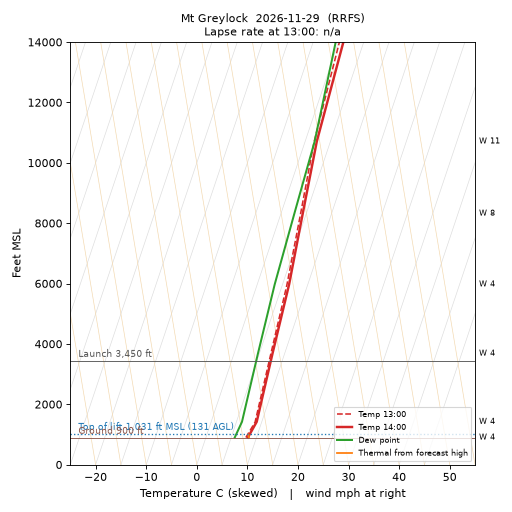 Mt Greylock  2026-11-29  (RRFS)
Lapse rate at 13:00: n/a
14000
12000
10000
8000
6000
4000
2000
0
Feet MSL
W 11
W 8
W 4
W 4
W 4
W 4
Launch 3,450 ft
Top of lift 1,031 ft MSL (131 AGL)
Ground 900 ft
Temp 13:00
Temp 14:00
Dew point
Thermal from forecast high
−20
−10
0
10
20
30
40
50
Temperature C (skewed)   |   wind mph at right